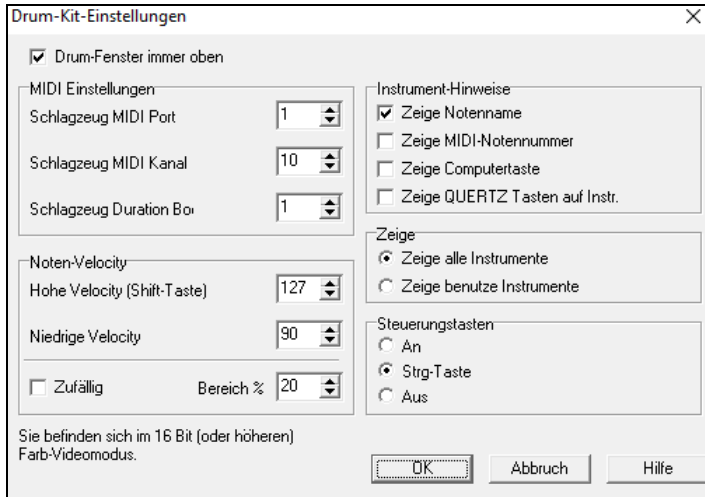 Drum-Kit-Einstellungen
Drum-Fenster immer oben
MIDI Einstellungen
Schlagzeug MIDI Port 1
Schlagzeug MIDI Kanal 10
Schlagzeug Duration Bo 1
Noten-Velocity
Hohe Velocity (Shift-Taste) 127
Niedrige Velocity 90
Zufällig Bereich % 20
Sie befinden sich im 16 Bit (oder höheren)
Farb-Videomodus.
Instrument-Hinweise
Zeige Notenname
Zeige MIDI-Notennummer
Zeige Computertaste
Zeige QUERTZ Tasten auf Instr.
Zeige
Zeige alle Instrumente
Zeige benutze Instrumente
Steuerungstasten
An
Strg-Taste
Aus
OK Abbruch Hilfe